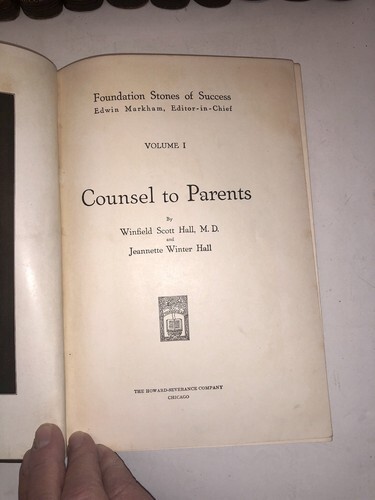 Foundation Stones of Success
Edwin Markham, Editor-in-Chief
VOLUME I
Counsel to Parents
By
Winfield Scott Hall, M. D.
and
Jeannette Winter Hall
THE HOWARD-SEVERANCE COMPANY
CHICAGO